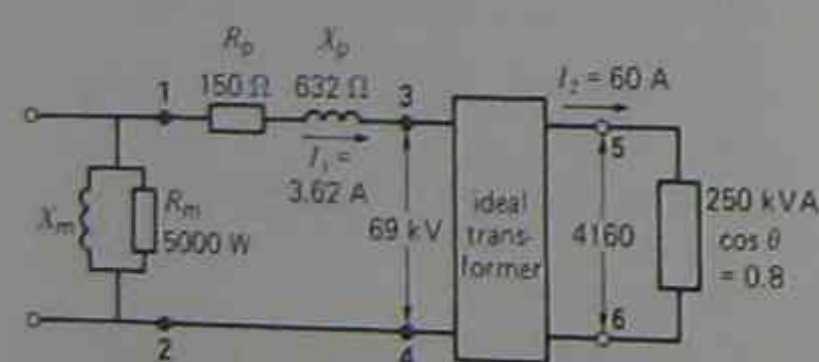 Rp Xp
150 Ω 632 Ω
I₂ = 60 A
1
3
5
I₁ =
3.62 A
Xm
Rm
5000 W
69 kV
ideal
trans-
former
4160
250 kVA
cos θ
= 0.8
2
4
6